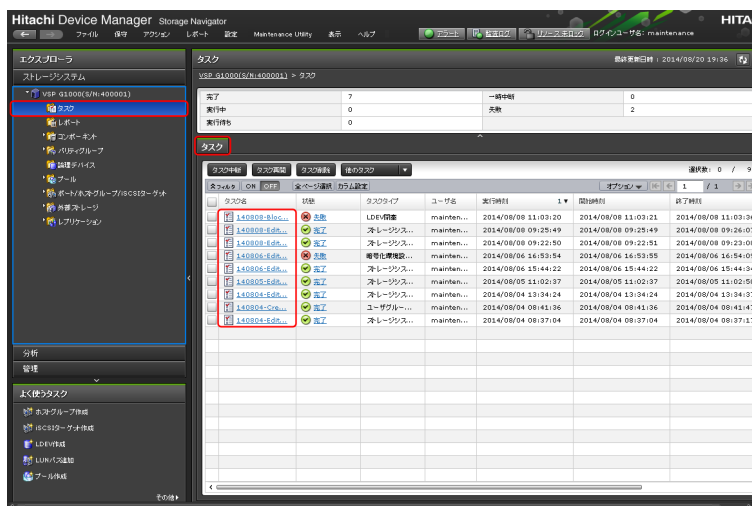 Hitachi Device Manager Storage Navigator HITA
ファイル 保守 アクション レポート 設定 Maintenance Utility 表示 ヘルプ アラート 監査ログ リソース未ロック ログインユーザ名: maintenance
エクスプローラ
ストレージシステム
VSP G1000(S/N:400001)
タスク
レポート
コンポーネント
パリティグループ
論理デバイス
プール
ポート/ホストグループ/iSCSIターゲット
外部ストレージ
レプリケーション
分析
管理
よく使うタスク
ホストグループ作成
iSCSIターゲット作成
LDEV作成
LUNパス追加
プール作成
その他
タスク 最終更新日時 : 2014/08/20 19:36
VSP G1000(S/N:400001) > タスク
完了 7 一時中断 0
実行中 0 失敗 2
実行待ち 0
タスク
タスク中断 タスク再開 タスク削除 他のタスク 選択数: 0 / 9
フィルタ ON OFF 全ページ選択 カラム設定 オプション 1 / 1
タスク名 状態 タスクタイプ ユーザ名 実行時刻 1 開始時刻 終了時刻
140808-Bloc... 失敗 LDEV閉塞 mainten... 2014/08/08 11:03:20 2014/08/08 11:03:21 2014/08/08 11:03:36
140808-Edit... 完了 ストレージシス... mainten... 2014/08/08 09:25:49 2014/08/08 09:25:49 2014/08/08 09:26:07
140808-Edit... 完了 ストレージシス... mainten... 2014/08/08 09:22:50 2014/08/08 09:22:51 2014/08/08 09:23:08
140806-Edit... 失敗 暗号化環境設... mainten... 2014/08/06 16:53:54 2014/08/06 16:53:55 2014/08/06 16:54:09
140806-Edit... 完了 ストレージシス... mainten... 2014/08/06 15:44:22 2014/08/06 15:44:22 2014/08/06 15:44:3
140805-Edit... 完了 ストレージシス... mainten... 2014/08/05 11:02:37 2014/08/05 11:02:37 2014/08/05 11:02:5
140804-Edit... 完了 ストレージシス... mainten... 2014/08/04 13:34:24 2014/08/04 13:34:24 2014/08/04 13:34:3
140804-Cre... 完了 ユーザグルー... mainten... 2014/08/04 08:41:36 2014/08/04 08:41:36 2014/08/04 08:41:4
140804-Edit... 完了 ストレージシス... mainten... 2014/08/04 08:37:04 2014/08/04 08:37:04 2014/08/04 08:37:1